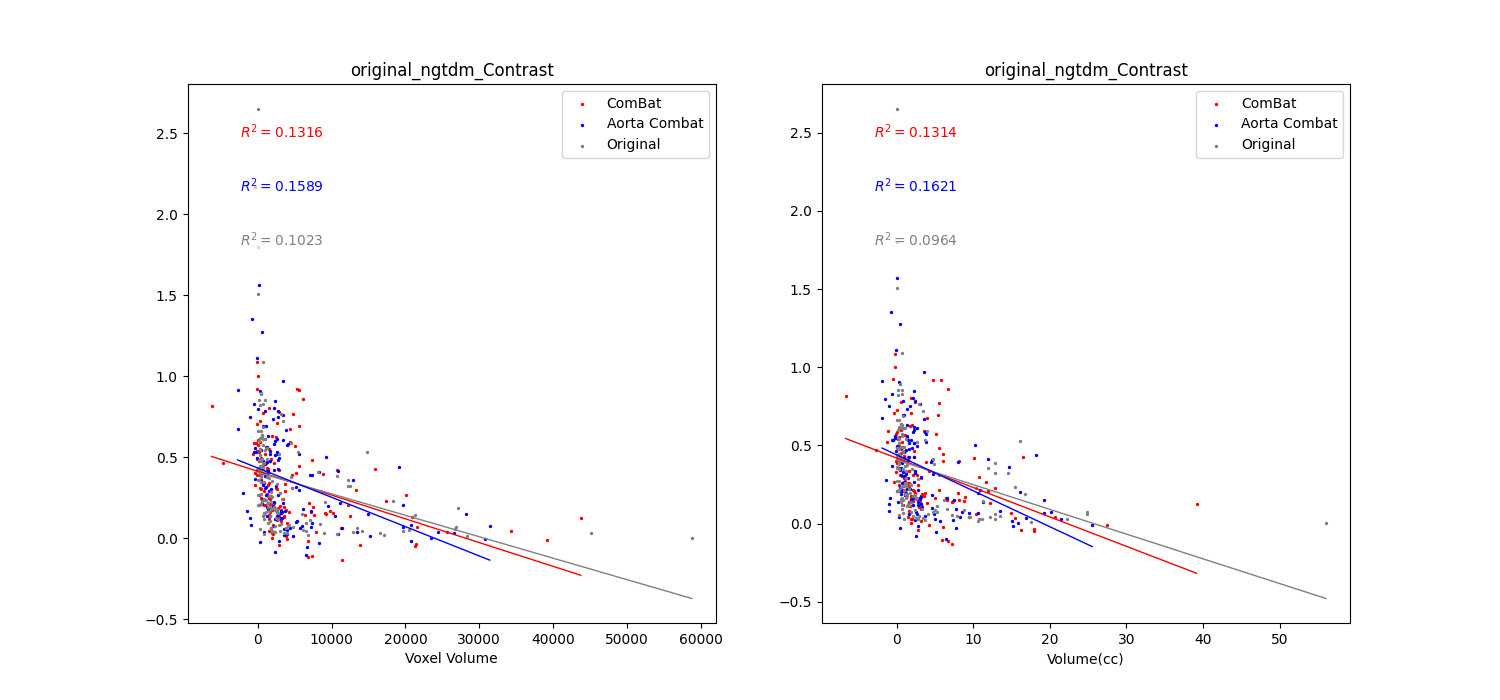 original_ngtdm_Contrast
ComBat
Aorta Combat
Original
R² = 0.1316
R² = 0.1589
R² = 0.1023
2.5
2.0
1.5
1.0
0.5
0.0
−0.5
0 10000 20000 30000 40000 50000 60000
Voxel Volume
original_ngtdm_Contrast
ComBat
Aorta Combat
Original
R² = 0.1314
R² = 0.1621
R² = 0.0964
2.5
2.0
1.5
1.0
0.5
0.0
−0.5
0 10 20 30 40 50
Volume(cc)